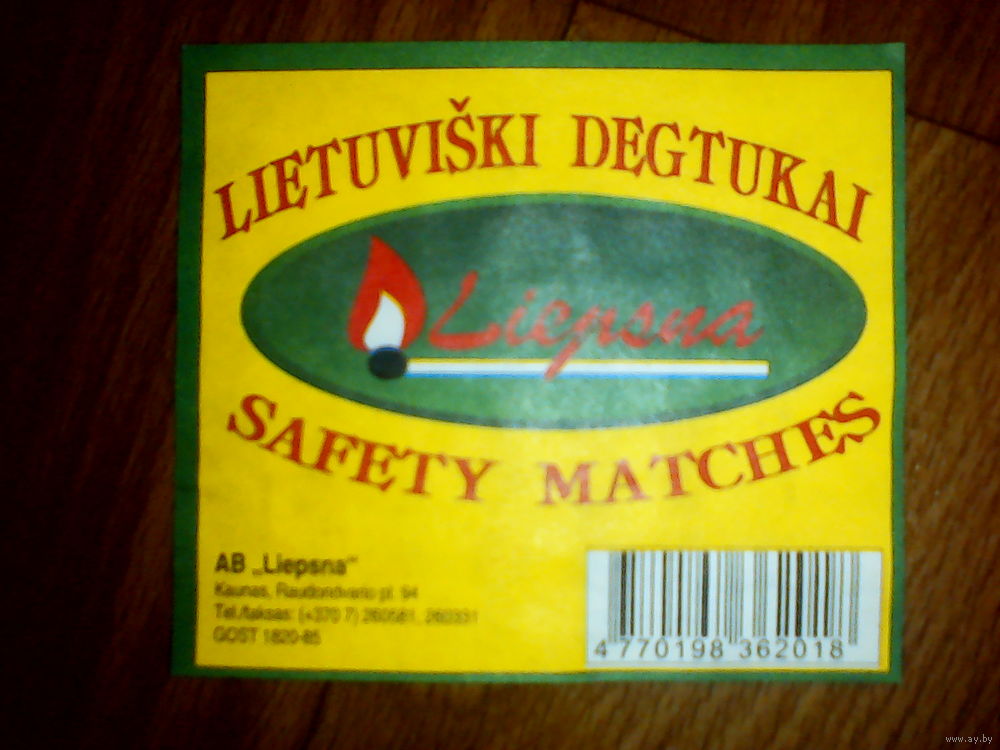 LIETUVIŠKI DEGTUKAI
Liepsna
SAFETY MATCHES
AB „Liepsna“
Kaunas, Raudondvario pl. 94
Tel./faksas: (+370 7) 260581, 260331
GOST 1820-85
4 770198 362018
www.ay.by